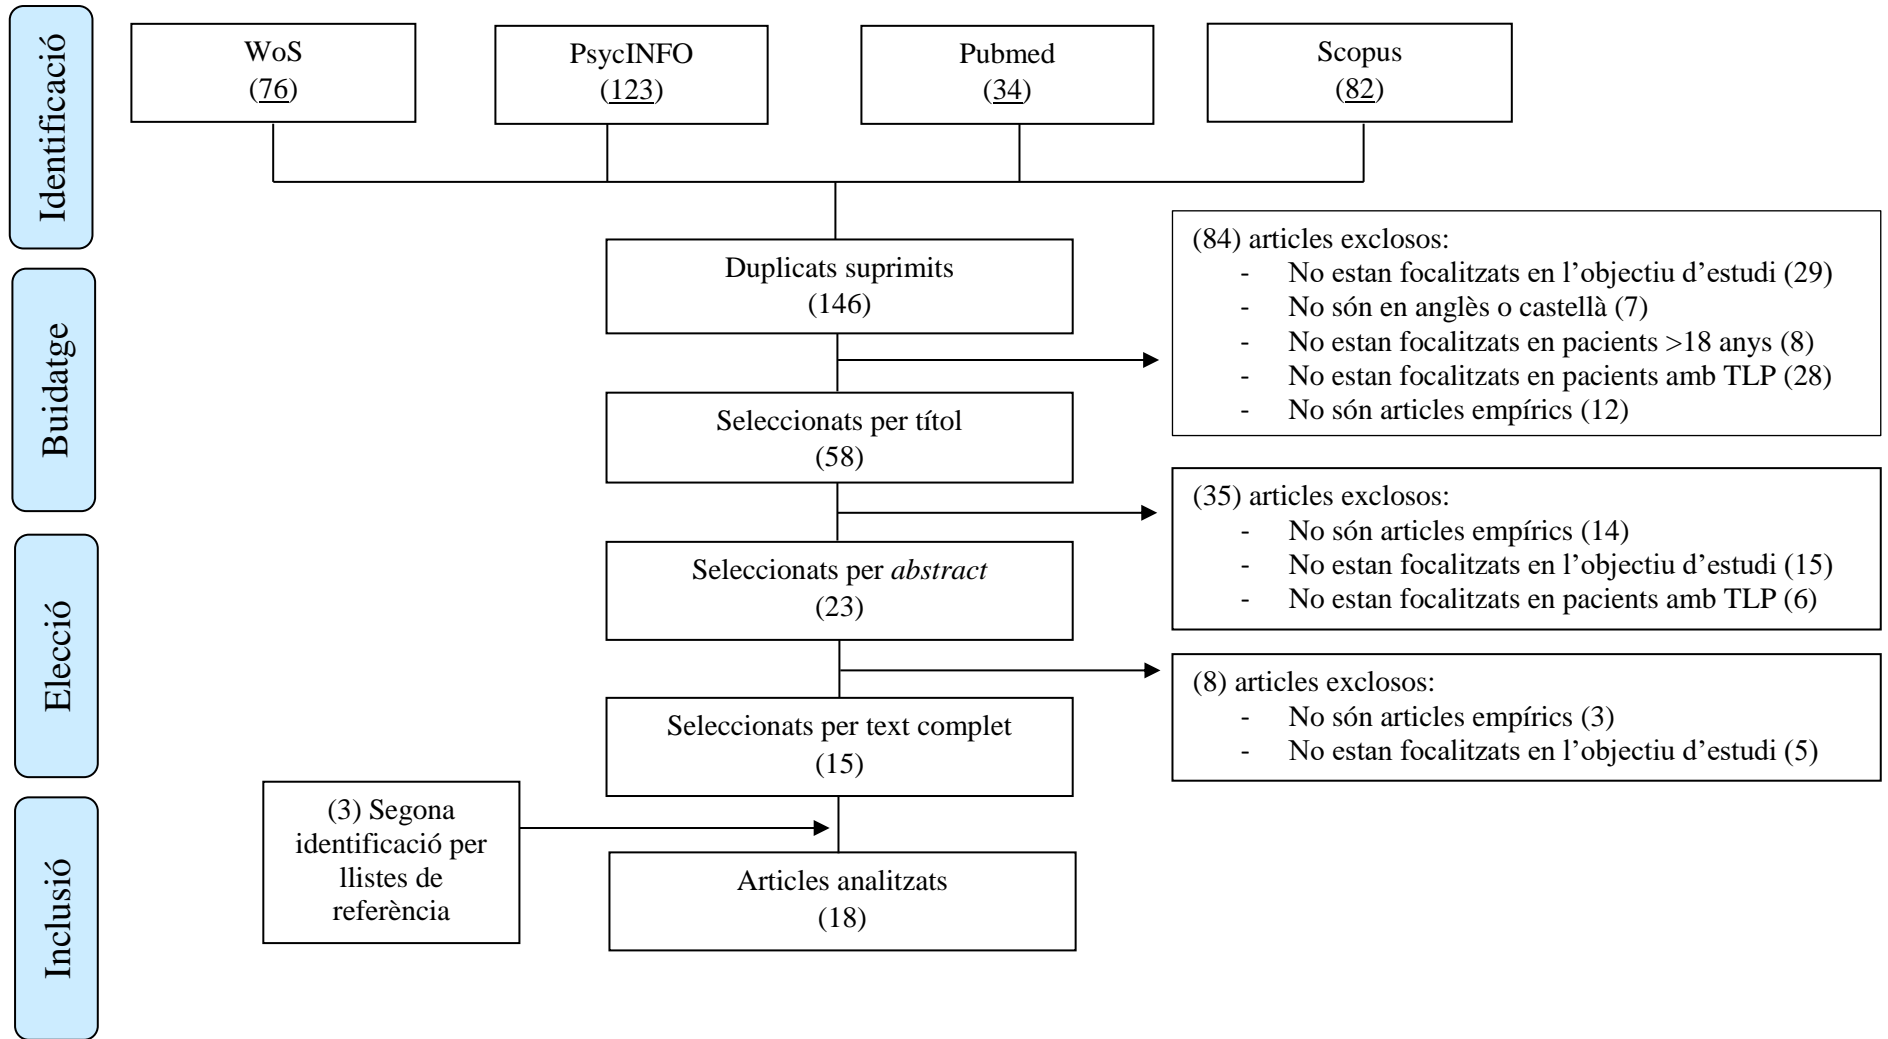 Identificació
WoS
(76)
PsycINFO
(123)
Pubmed
(34)
Scopus
(82)
Duplicats suprimits
(146)
(84) articles exclosos:
- No estan focalitzats en l’objectiu d’estudi (29)
- No són en anglès o castellà (7)
- No estan focalitzats en pacients >18 anys (8)
- No estan focalitzats en pacients amb TLP (28)
- No són articles empírics (12)
Buidatge
Seleccionats per títol
(58)
(35) articles exclosos:
- No són articles empírics (14)
- No estan focalitzats en l’objectiu d’estudi (15)
- No estan focalitzats en pacients amb TLP (6)
Elecció
Seleccionats per abstract
(23)
(8) articles exclosos:
- No són articles empírics (3)
- No estan focalitzats en l’objectiu d’estudi (5)
Seleccionats per text complet
(15)
Inclusió
(3) Segona
identificació per
llistes de
referència
Articles analitzats
(18)